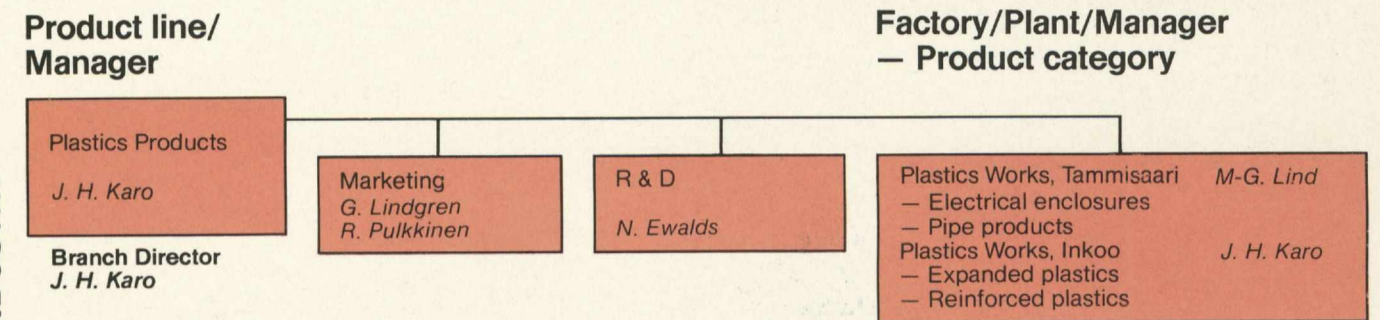 Product line/
Manager
Factory/Plant/Manager
— Product category
Plastics Products
J. H. Karo
Branch Director
J. H. Karo
Marketing
G. Lindgren
R. Pulkkinen
R & D
N. Ewalds
Plastics Works, Tammisaari M-G. Lind
— Electrical enclosures
— Pipe products
Plastics Works, Inkoo J. H. Karo
— Expanded plastics
— Reinforced plastics